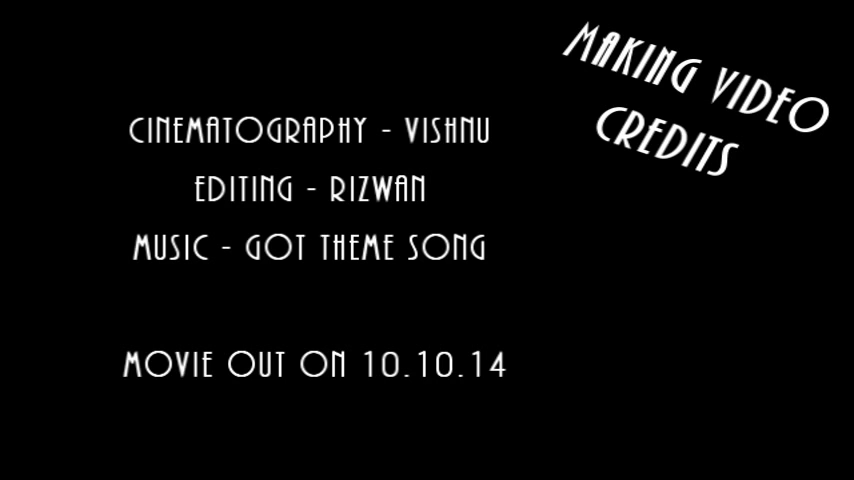 MAKING VIDEO
CREDITS
CINEMATOGRAPHY - VISHNU
EDITING - RIZWAN
MUSIC - GOT THEME SONG
MOVIE OUT ON 10.10.14